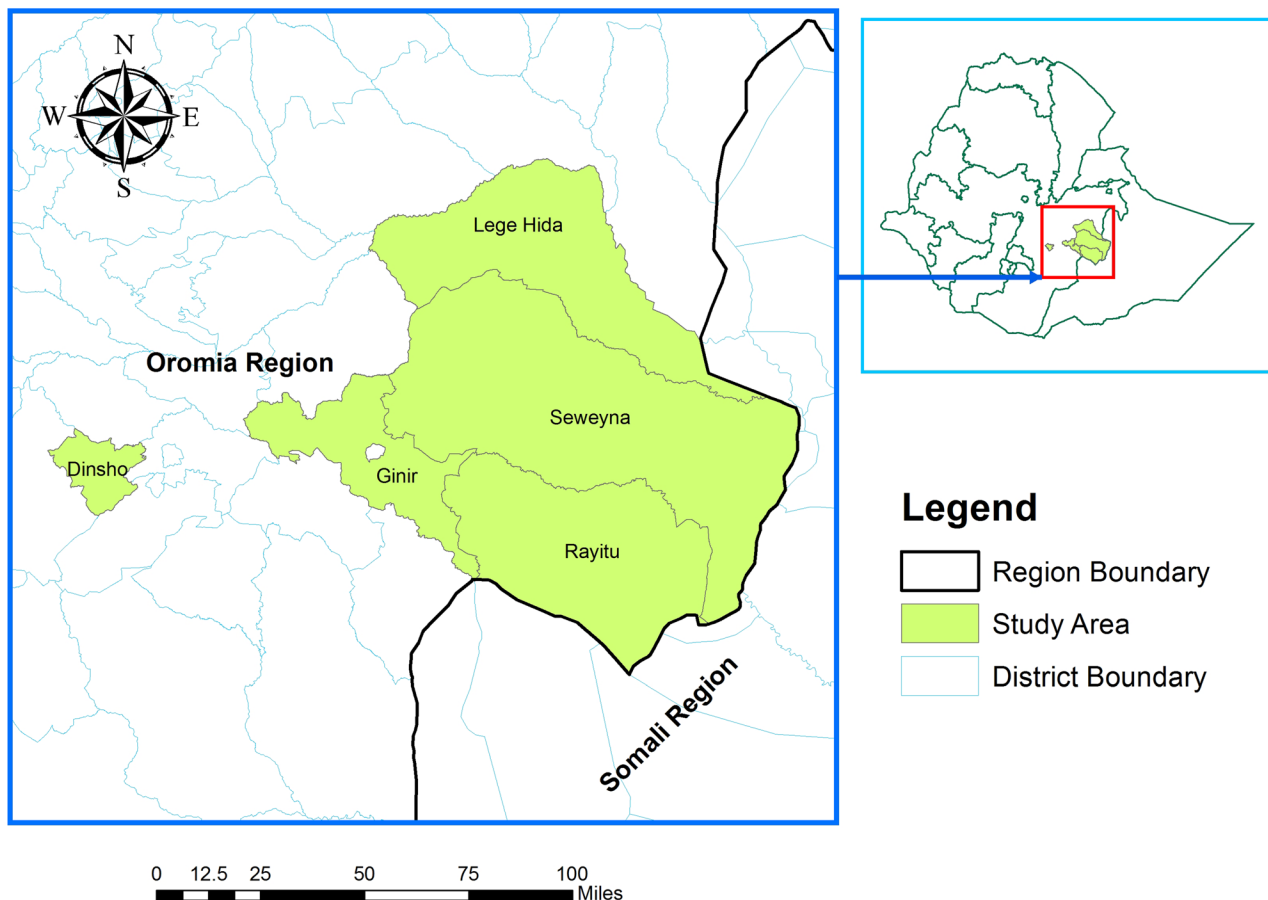 N
W
E
S
Lege Hida
Oromia Region
Seweyna
Dinsho
Ginir
Rayitu
Somali Region
Legend
Region Boundary
Study Area
District Boundary
0 12.5 25 50 75 100
Miles